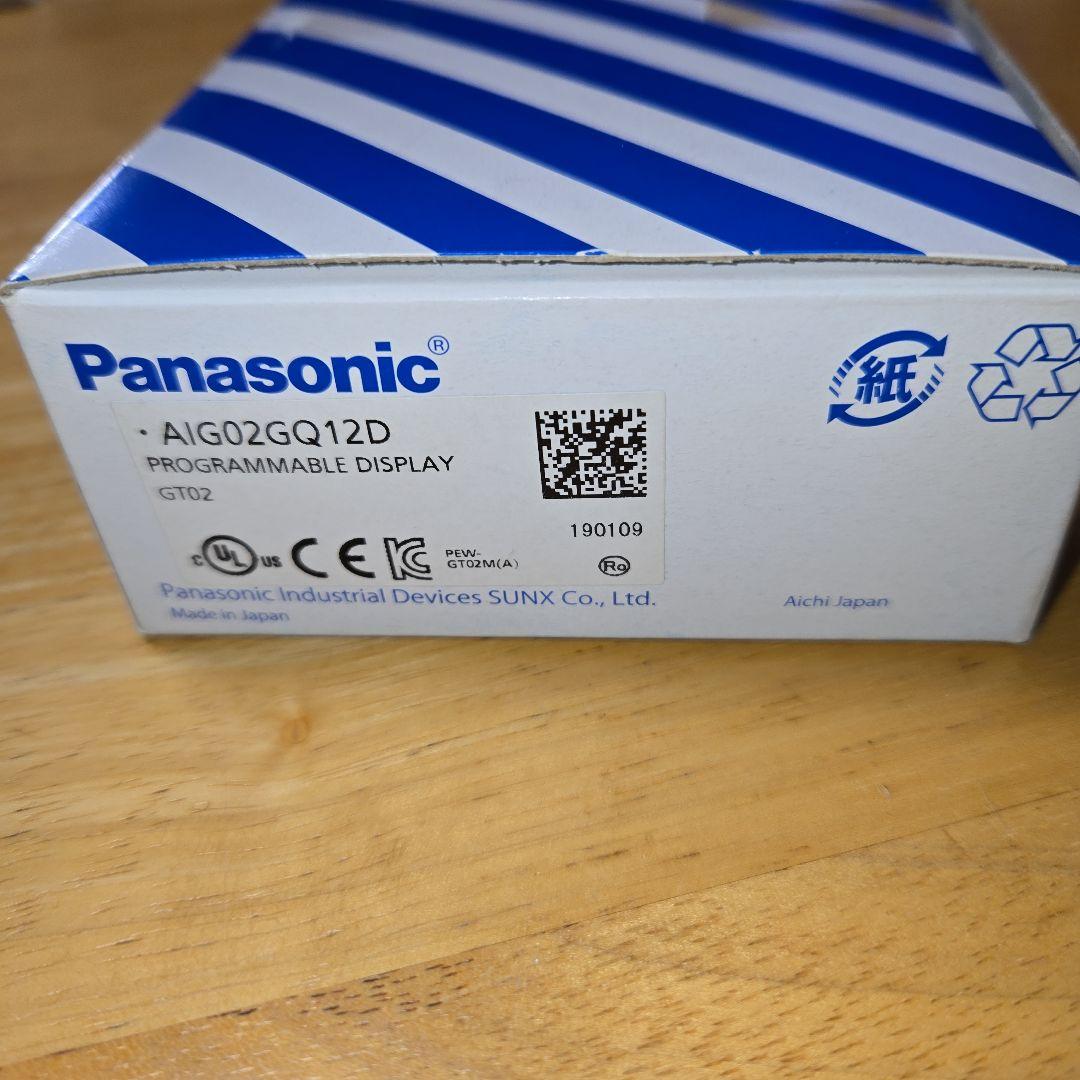 Panasonic®
紙
・AIG02GQ12D
PROGRAMMABLE DISPLAY
GT02
190109
c UL US CE KC PEW-
GT02M(A)
Ro
Panasonic Industrial Devices SUNX Co., Ltd.
Aichi Japan
Made in Japan